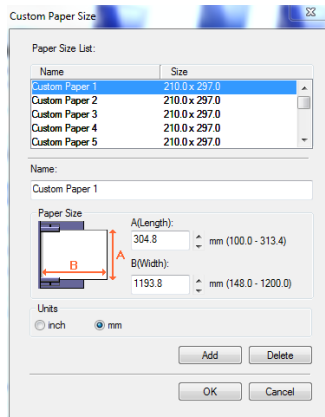 Custom Paper Size
Paper Size List:
Name Size
Custom Paper 1 210.0 x 297.0
Custom Paper 2 210.0 x 297.0
Custom Paper 3 210.0 x 297.0
Custom Paper 4 210.0 x 297.0
Custom Paper 5 210.0 x 297.0
Name:
Custom Paper 1
Paper Size
A(Length):
304.8 mm (100.0 - 313.4)
A
B
B(Width):
1193.8 mm (148.0 - 1200.0)
Units
inch mm
Add Delete
OK Cancel